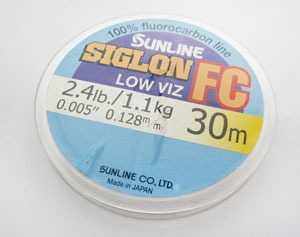 100% fluorocarbon line
SUNLINE
SIGLON FC
LOW VIZ
2.4lb./1.1kg
0.005" 0.128m/m
30m
SUNLINE CO., LTD.
Made in JAPAN